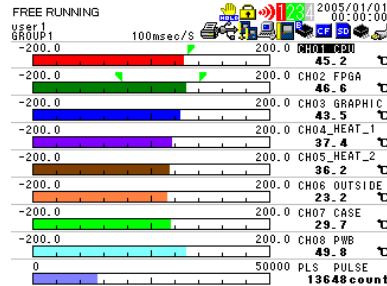 FREE RUNNING
HOLD
1 2 3 4
2005/01/01
00:00:00
user1
GROUP1
100msec/S
CF SD
-200.0 200.0 CH01 CPU
45.2 ℃
-200.0 200.0 CH02 FPGA
46.6 ℃
-200.0 200.0 CH03 GRAPHIC
43.5 ℃
-200.0 200.0 CH04_HEAT_1
37.4 ℃
-200.0 200.0 CH05_HEAT_2
36.2 ℃
-200.0 200.0 CH06 OUTSIDE
23.2 ℃
-200.0 200.0 CH07 CASE
29.7 ℃
-200.0 200.0 CH08 PWB
49.8 ℃
0 50000 PLS PULSE
13648count